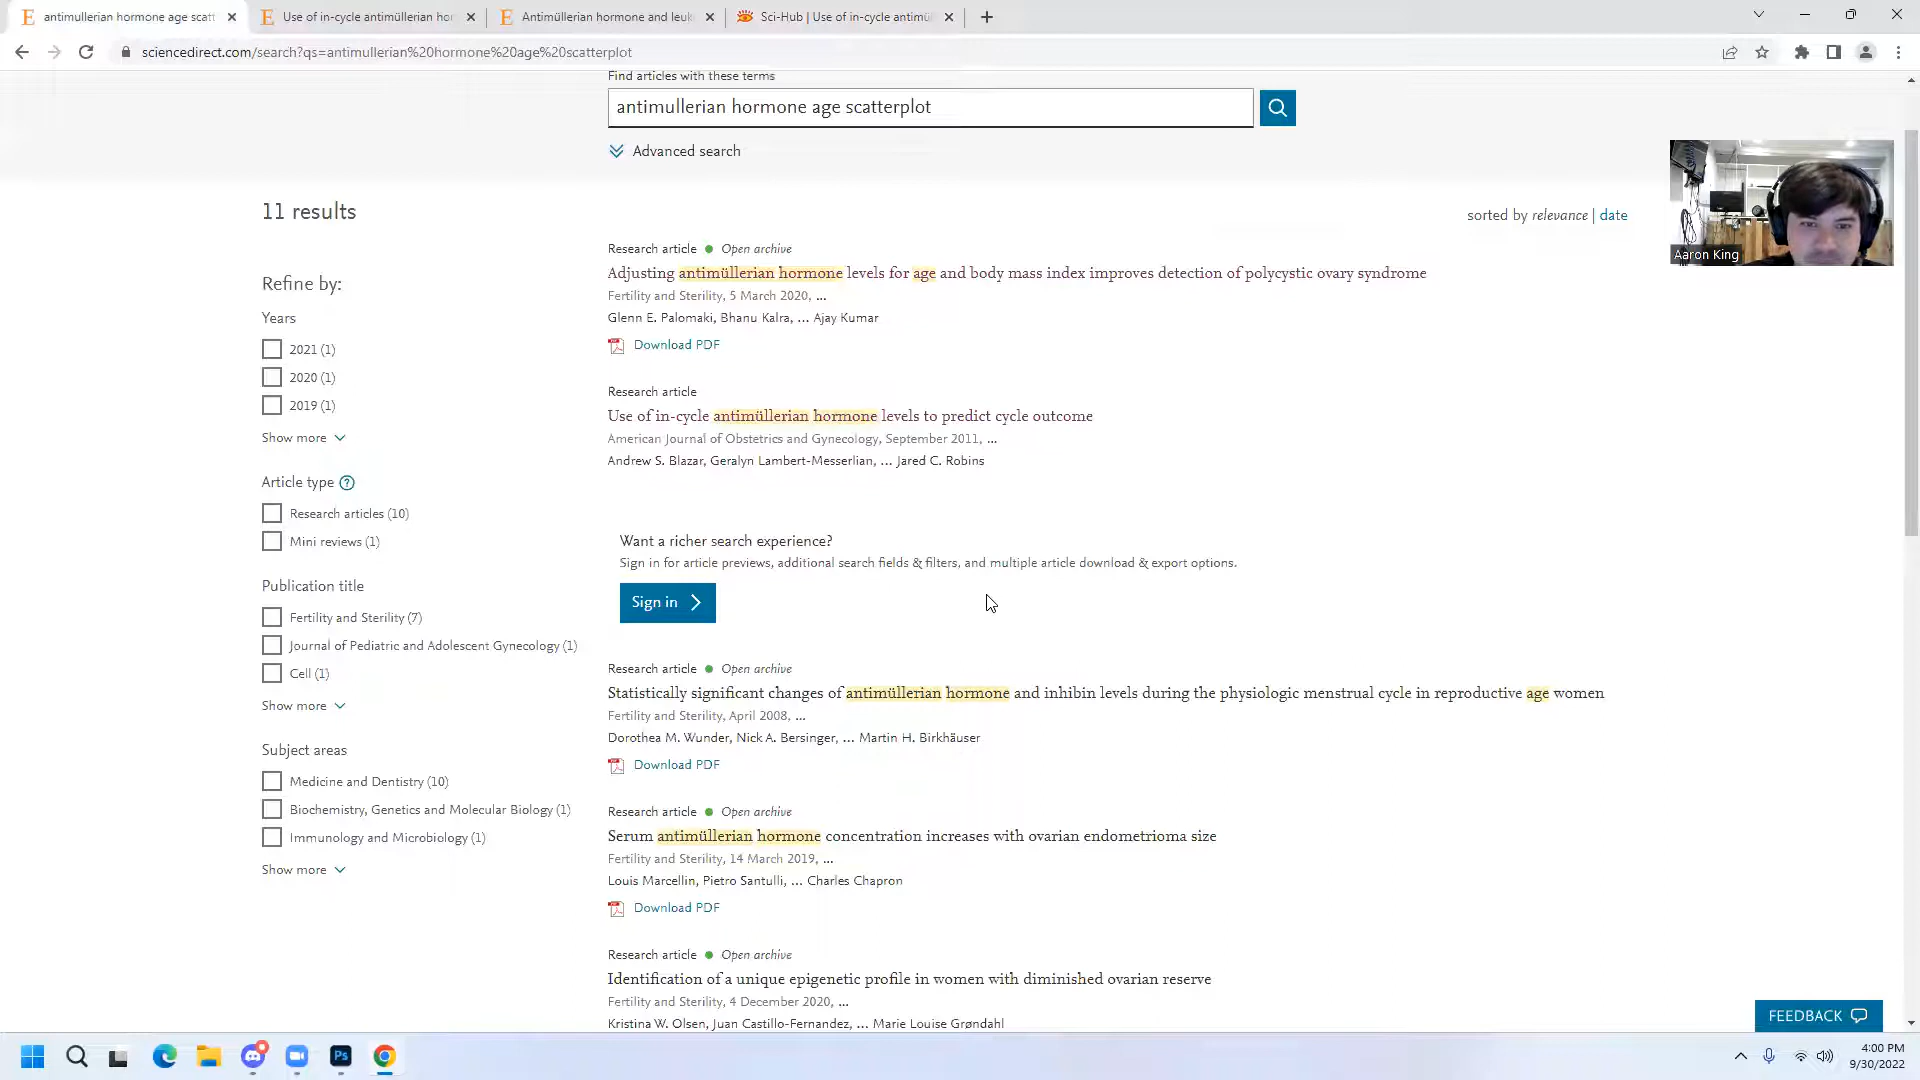 antimullerian hormone age scatt
Use of in-cycle antimüllerian hor
Antimüllerian hormone and leuk
Sci-Hub | Use of in-cycle antimü
sciencedirect.com/search?qs=antimullerian%20hormone%20age%20scatterplot
Find articles with these terms
antimullerian hormone age scatterplot
Advanced search
11 results
sorted by relevance | date
Aaron King
Refine by:
Years
2021 (1)
2020 (1)
2019 (1)
Show more
Article type ?
Research articles (10)
Mini reviews (1)
Publication title
Fertility and Sterility (7)
Journal of Pediatric and Adolescent Gynecology (1)
Cell (1)
Show more
Subject areas
Medicine and Dentistry (10)
Biochemistry, Genetics and Molecular Biology (1)
Immunology and Microbiology (1)
Show more
Research article ● Open archive
Adjusting antimüllerian hormone levels for age and body mass index improves detection of polycystic ovary syndrome
Fertility and Sterility, 5 March 2020, ...
Glenn E. Palomaki, Bhanu Kalra, ... Ajay Kumar
Download PDF
Research article
Use of in-cycle antimüllerian hormone levels to predict cycle outcome
American Journal of Obstetrics and Gynecology, September 2011, ...
Andrew S. Blazar, Geralyn Lambert-Messerlian, ... Jared C. Robins
Want a richer search experience?
Sign in for article previews, additional search fields & filters, and multiple article download & export options.
Sign in
Research article ● Open archive
Statistically significant changes of antimüllerian hormone and inhibin levels during the physiologic menstrual cycle in reproductive age women
Fertility and Sterility, April 2008, ...
Dorothea M. Wunder, Nick A. Bersinger, ... Martin H. Birkhäuser
Download PDF
Research article ● Open archive
Serum antimüllerian hormone concentration increases with ovarian endometrioma size
Fertility and Sterility, 14 March 2019, ...
Louis Marcellin, Pietro Santulli, ... Charles Chapron
Download PDF
Research article ● Open archive
Identification of a unique epigenetic profile in women with diminished ovarian reserve
Fertility and Sterility, 4 December 2020, ...
Kristina W. Olsen, Juan Castillo-Fernandez, ... Marie Louise Grøndahl
FEEDBACK
Ps
4:00 PM
9/30/2022